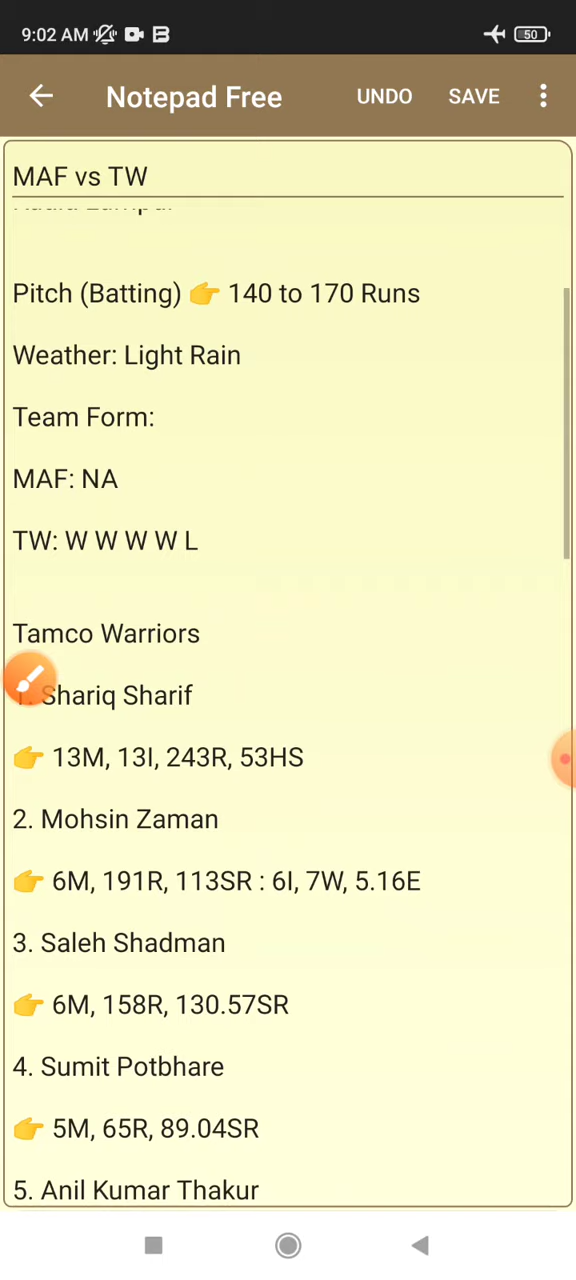 9:02 AM
50
Notepad Free UNDO SAVE
MAF vs TW
Pitch (Batting) 👉 140 to 170 Runs
Weather: Light Rain
Team Form:
MAF: NA
TW: W W W W L
Tamco Warriors
1. Shariq Sharif
👉 13M, 13I, 243R, 53HS
2. Mohsin Zaman
👉 6M, 191R, 113SR : 6I, 7W, 5.16E
3. Saleh Shadman
👉 6M, 158R, 130.57SR
4. Sumit Potbhare
👉 5M, 65R, 89.04SR
5. Anil Kumar Thakur